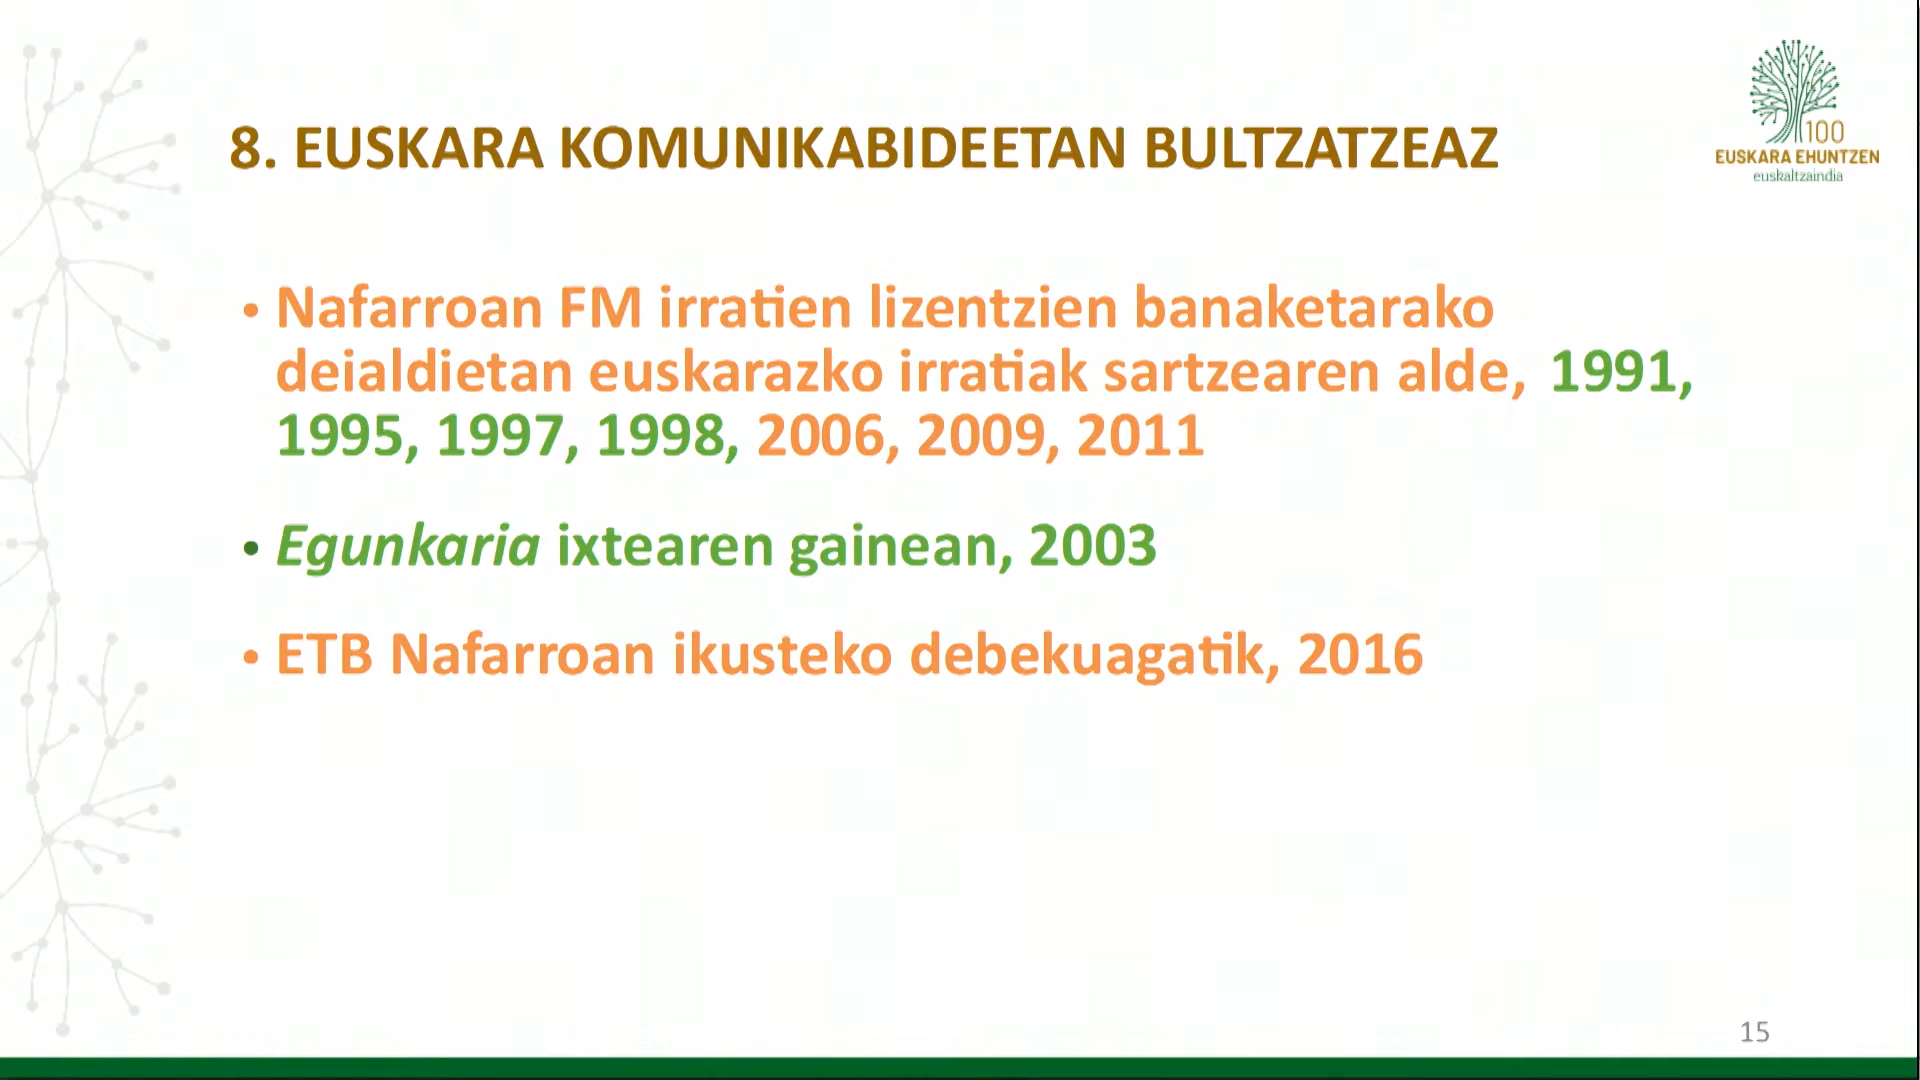 100
EUSKARA EHUNTZEN
euskaltzaindia
8. EUSKARA KOMUNIKABIDEETAN BULTZATZEAZ
• Nafarroan FM irratien lizentzien banaketarako
deialdietan euskarazko irratiak sartzearen alde, 1991,
1995, 1997, 1998, 2006, 2009, 2011
• Egunkaria ixtearen gainean, 2003
• ETB Nafarroan ikusteko debekuagatik, 2016
15